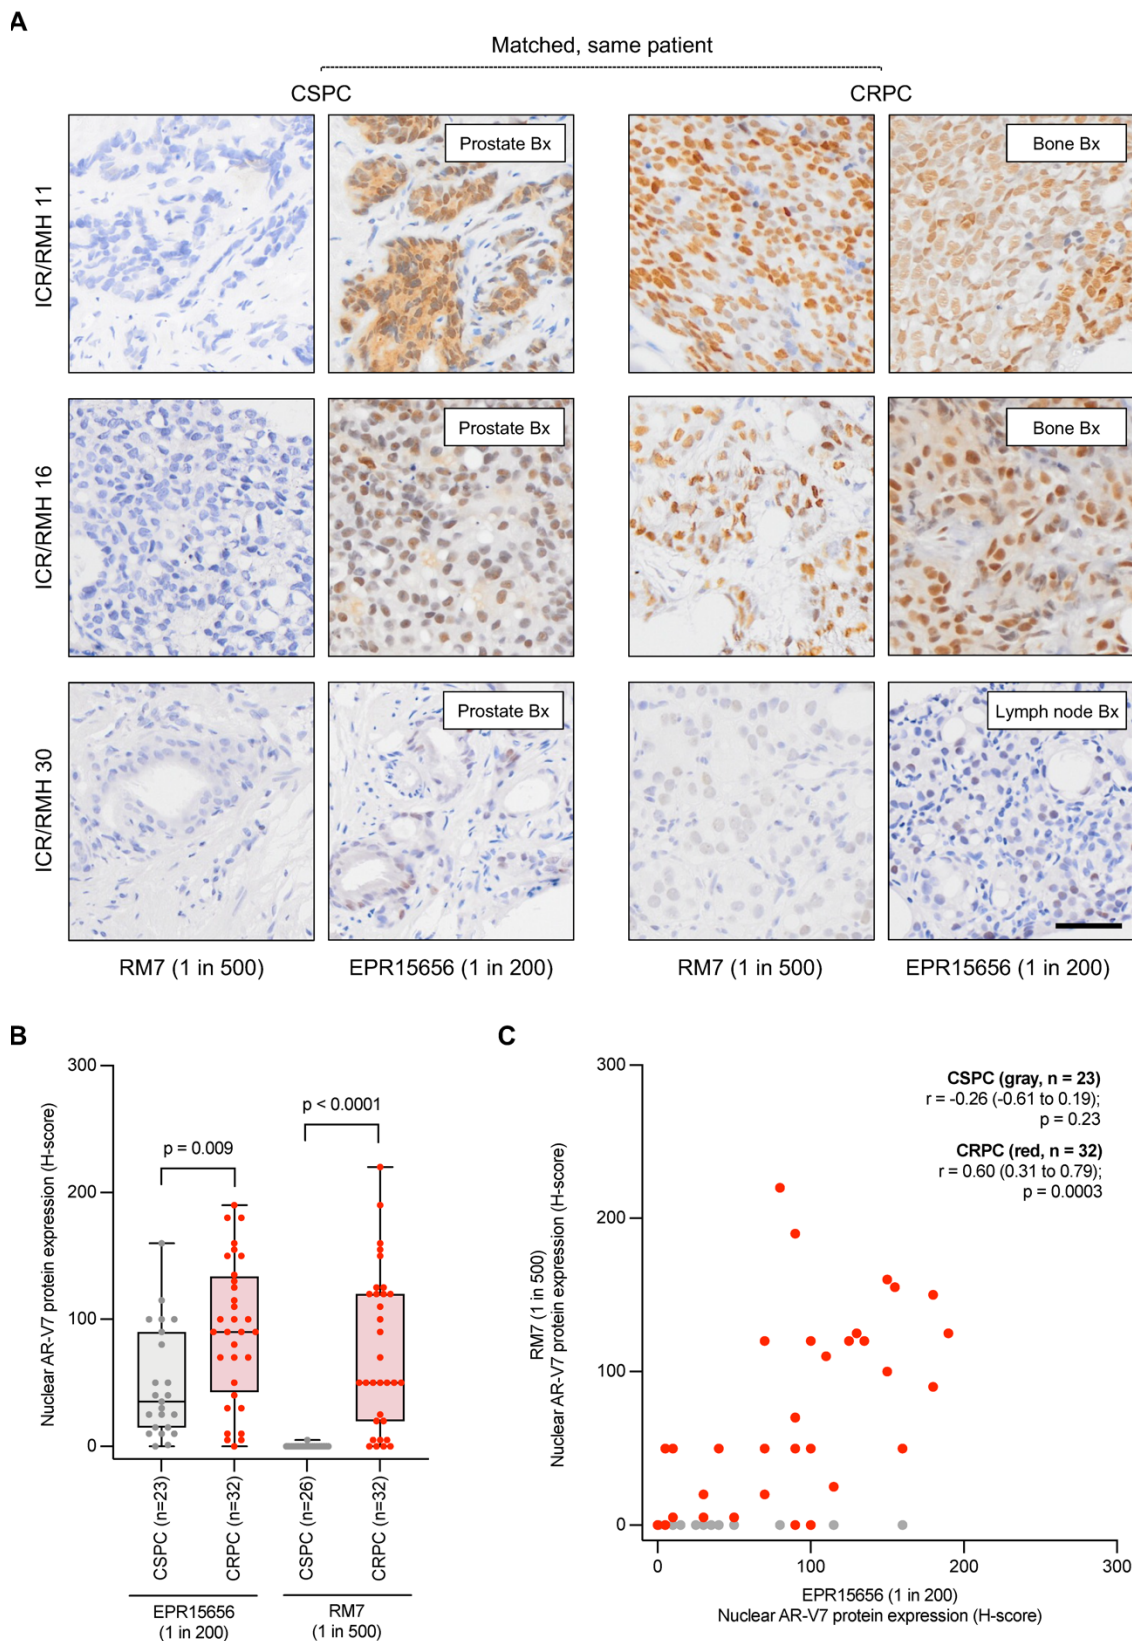 A
Matched, same patient
CSPC
CRPC
ICR/RMH 11
Prostate Bx
Bone Bx
ICR/RMH 16
Prostate Bx
Bone Bx
ICR/RMH 30
Prostate Bx
Lymph node Bx
RM7 (1 in 500)
EPR15656 (1 in 200)
RM7 (1 in 500)
EPR15656 (1 in 200)
B
Nuclear AR-V7 protein expression (H-score)
300
200
100
0
p = 0.009
p < 0.0001
CSPC (n=23)
CRPC (n=32)
CSPC (n=26)
CRPC (n=32)
EPR15656
(1 in 200)
RM7
(1 in 500)
C
RM7 (1 in 500)
Nuclear AR-V7 protein expression (H-score)
300
200
100
0
CSPC (gray, n = 23)
r = -0.26 (-0.61 to 0.19);
p = 0.23
CRPC (red, n = 32)
r = 0.60 (0.31 to 0.79);
p = 0.0003
0
100
200
300
EPR15656 (1 in 200)
Nuclear AR-V7 protein expression (H-score)